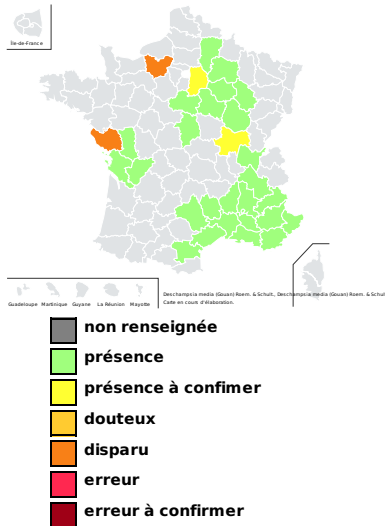 Île-de-France
Guadeloupe Martinique Guyane La Réunion Mayotte
Deschampsia media (Gouan) Roem. & Schult., Deschampsia media (Gouan) Roem. & Schul
Carte en cours d'élaboration.
non renseignée
présence
présence à confimer
douteux
disparu
erreur
erreur à confirmer